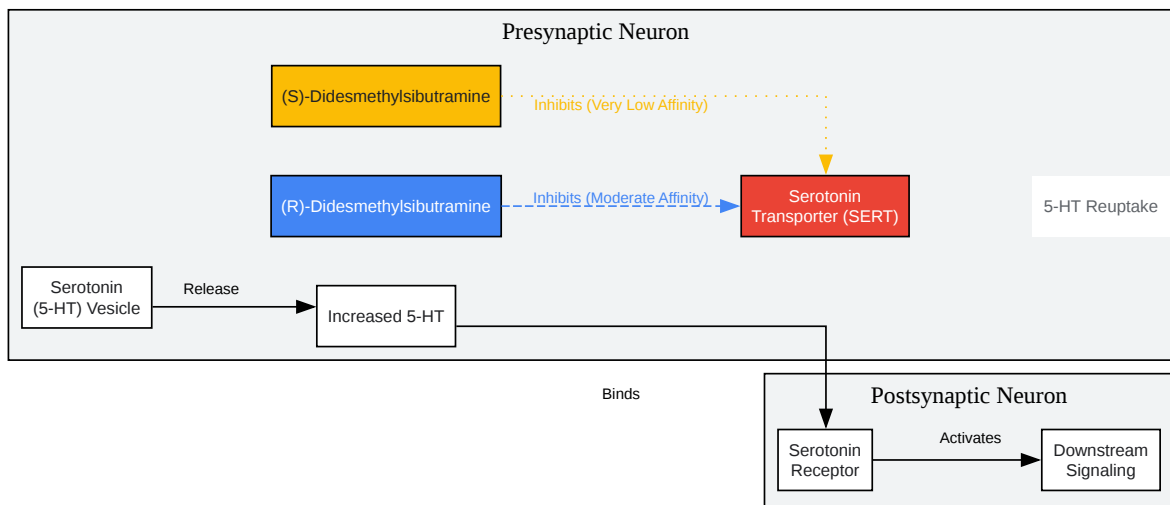 Presynaptic Neuron
(S)-Didesmethylsibutramine
Inhibits (Very Low Affinity)
(R)-Didesmethylsibutramine
Inhibits (Moderate Affinity)
Serotonin
Transporter (SERT)
5-HT Reuptake
Serotonin
(5-HT) Vesicle
Release
Increased 5-HT
Binds
Postsynaptic Neuron
Serotonin
Receptor
Activates
Downstream
Signaling